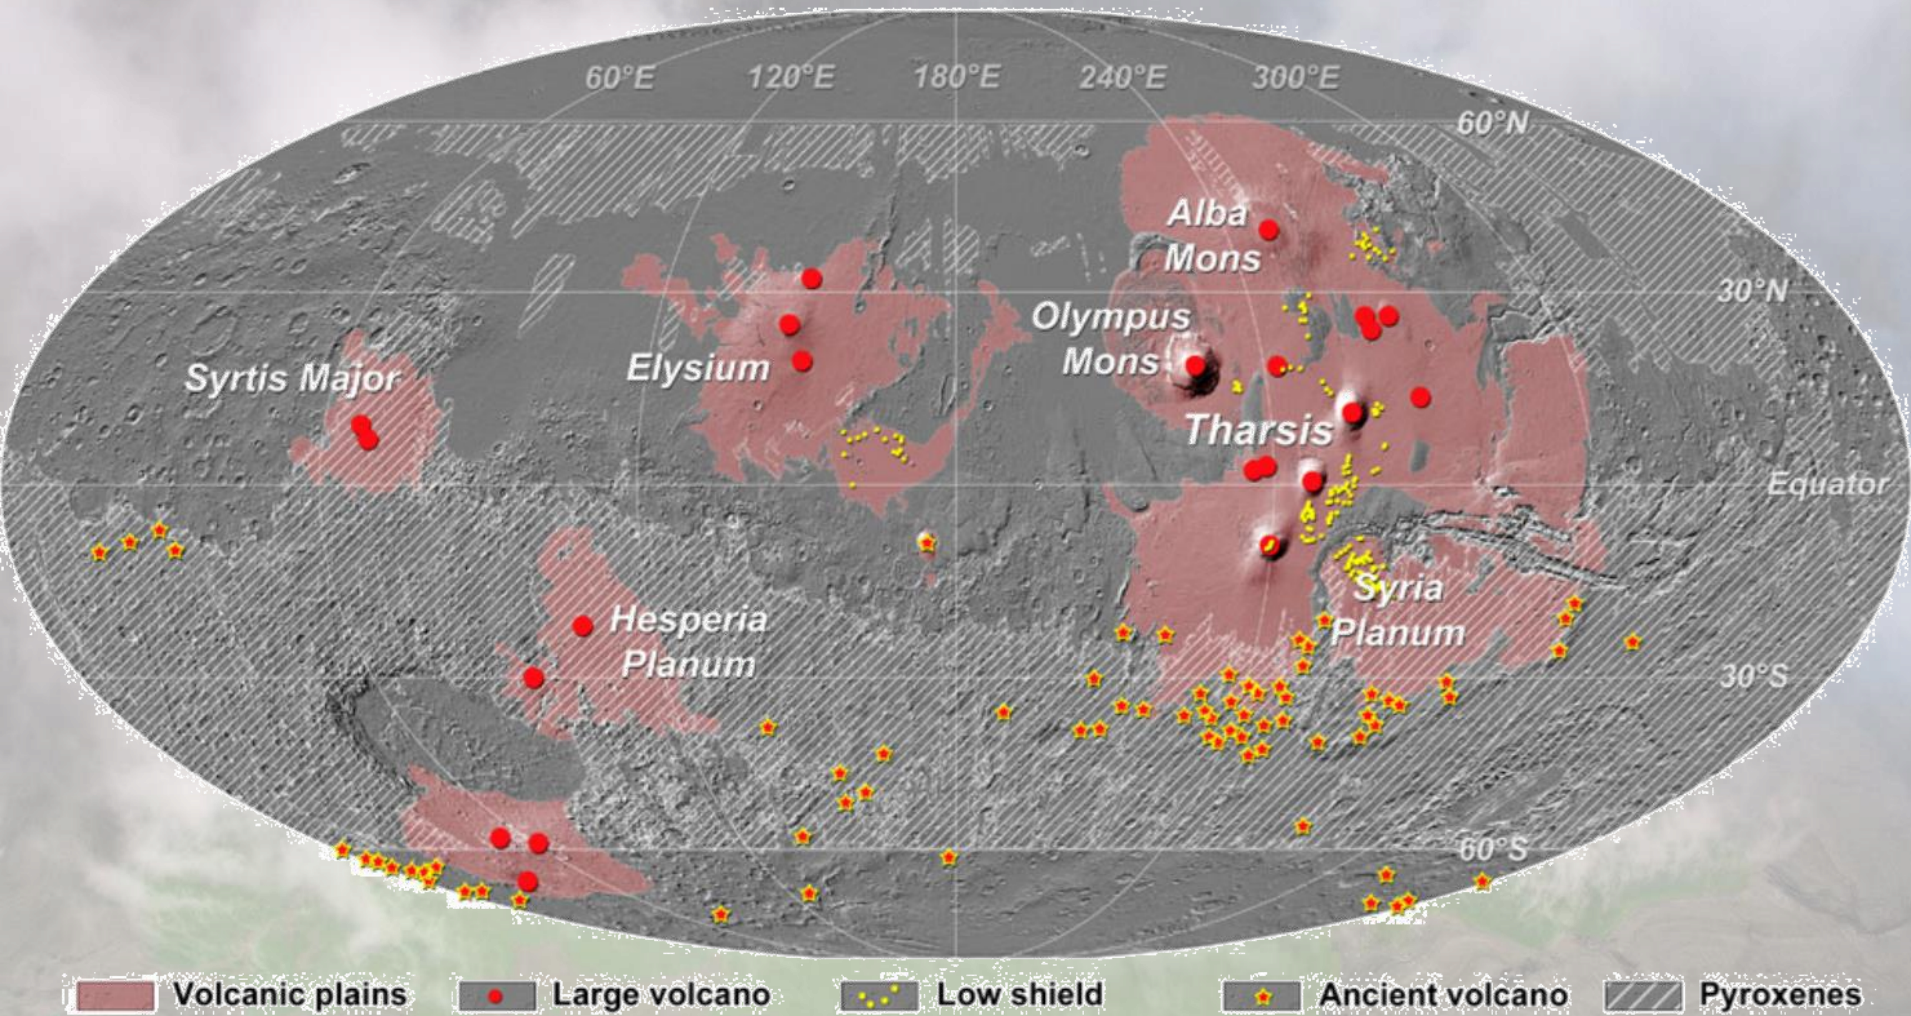 60°E 120°E 180°E 240°E 300°E
60°N
Alba
Mons
30°N
Olympus
Mons
Elysium
Syrtis Major
Tharsis
Equator
Syria
Planum
Hesperia
Planum
30°S
60°S
Volcanic plains Large volcano Low shield Ancient volcano Pyroxenes